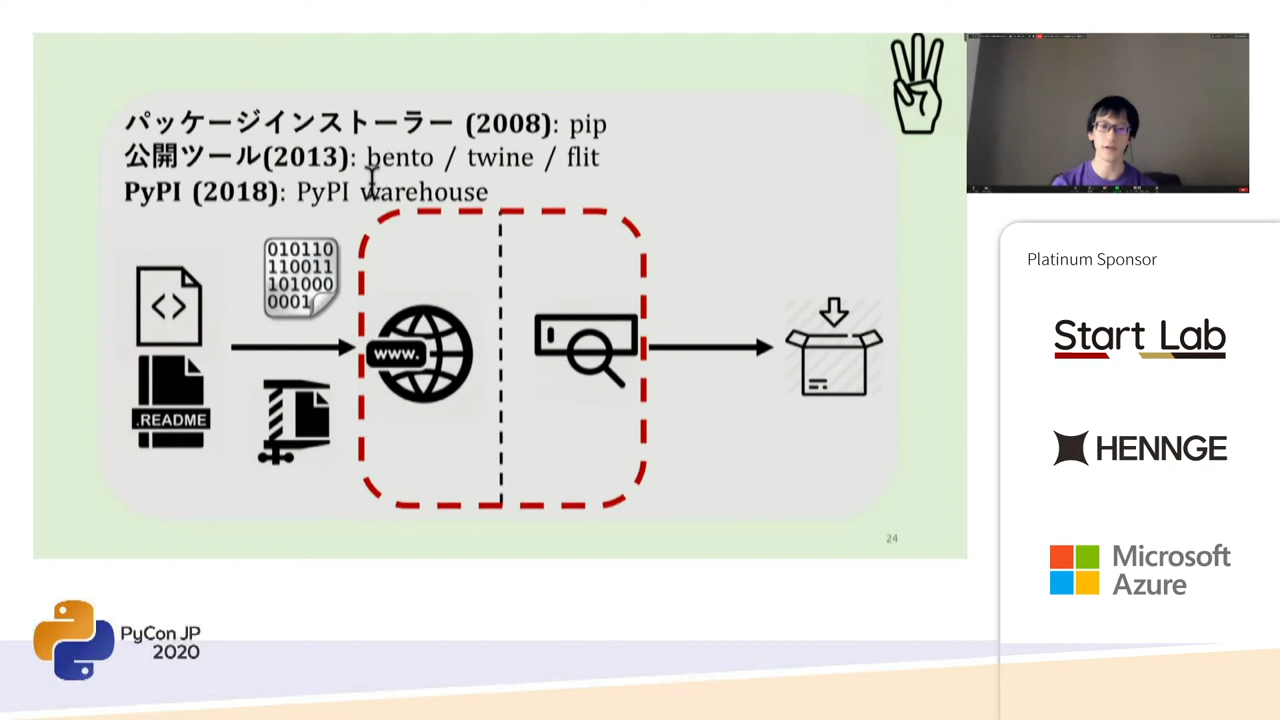 パッケージインストーラー (2008): pip
公開ツール(2013): bento / twine / flit
PyPI (2018): PyPI warehouse
010110
110011
101000
0001
www.
.README
24
Platinum Sponsor
Start Lab
HENNGE
Microsoft
Azure
PyCon JP
2020